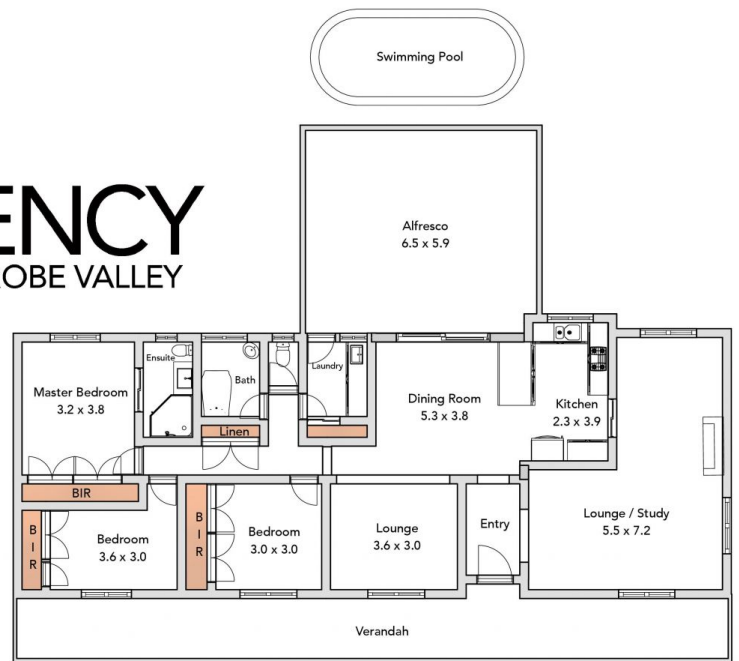 Swimming Pool
ENCY
OBE VALLEY
Alfresco
6.5 x 5.9
Ensuite
Bath
Laundry
Master Bedroom
3.2 x 3.8
Dining Room
5.3 x 3.8
Kitchen
2.3 x 3.9
Linen
BIR
BIR
Bedroom
3.6 x 3.0
BIR
Bedroom
3.0 x 3.0
Lounge
3.6 x 3.0
Entry
Lounge / Study
5.5 x 7.2
Verandah